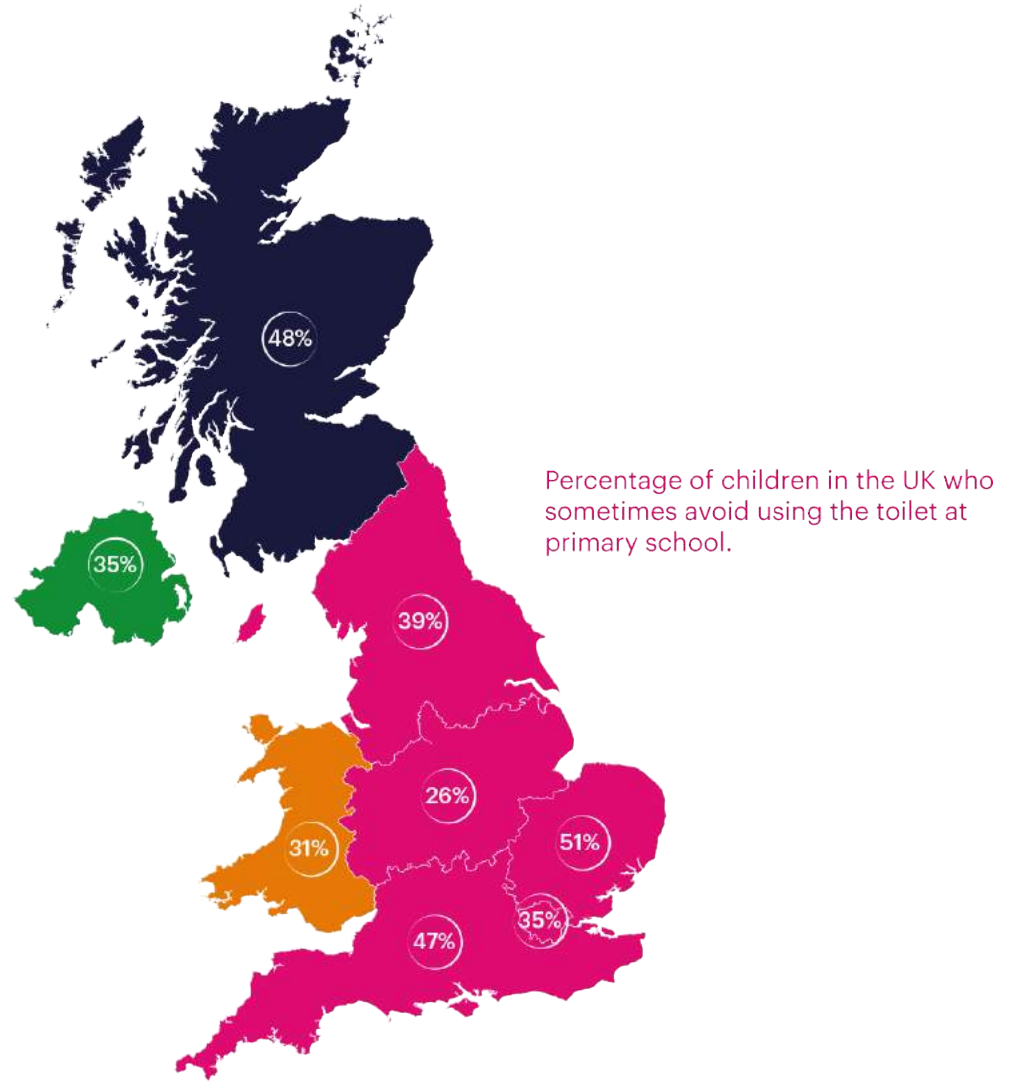 48%
Percentage of children in the UK who
sometimes avoid using the toilet at
primary school.
35%
39%
26%
51%
31%
35%
47%